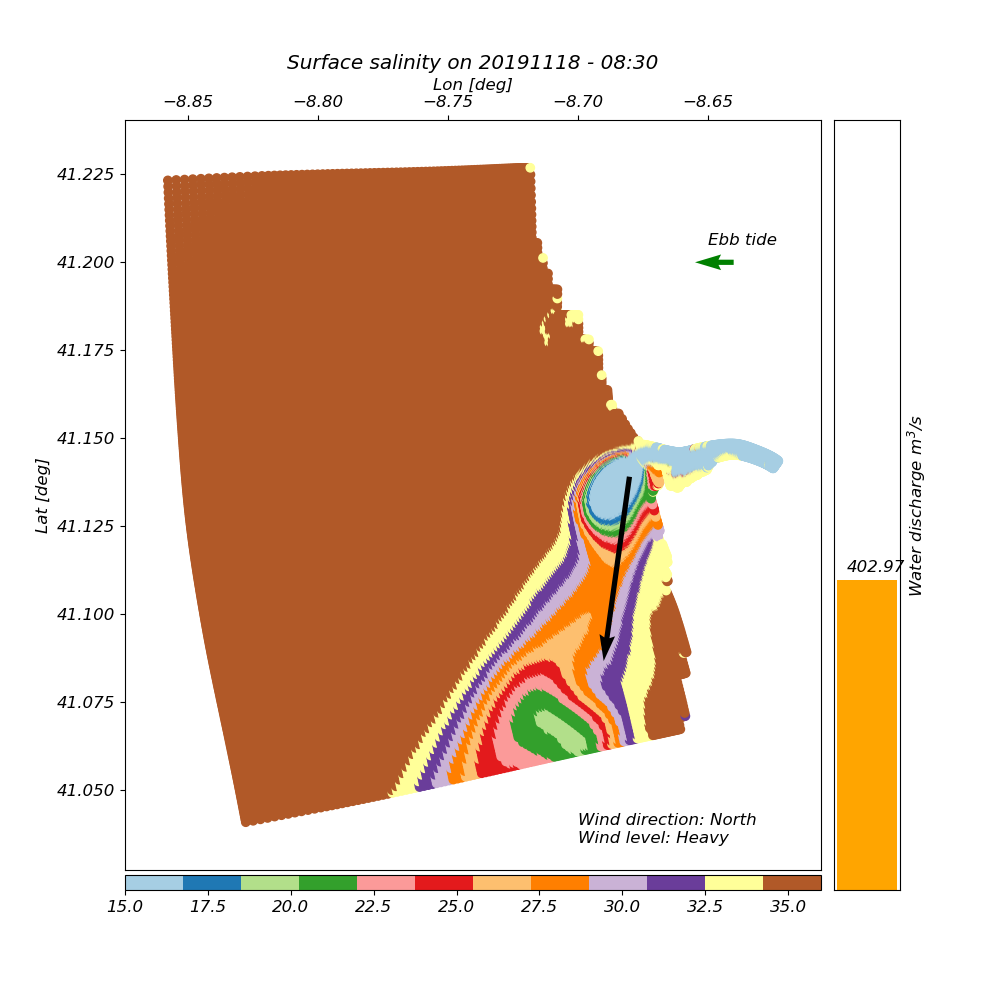 Surface salinity on 20191118 - 08:30
Lon [deg]
−8.85 −8.80 −8.75 −8.70 −8.65
41.225
41.200
41.175
41.150
41.125
41.100
41.075
41.050
Lat [deg]
Ebb tide
Wind direction: North
Wind level: Heavy
15.0 17.5 20.0 22.5 25.0 27.5 30.0 32.5 35.0
402.97
Water discharge m³/s